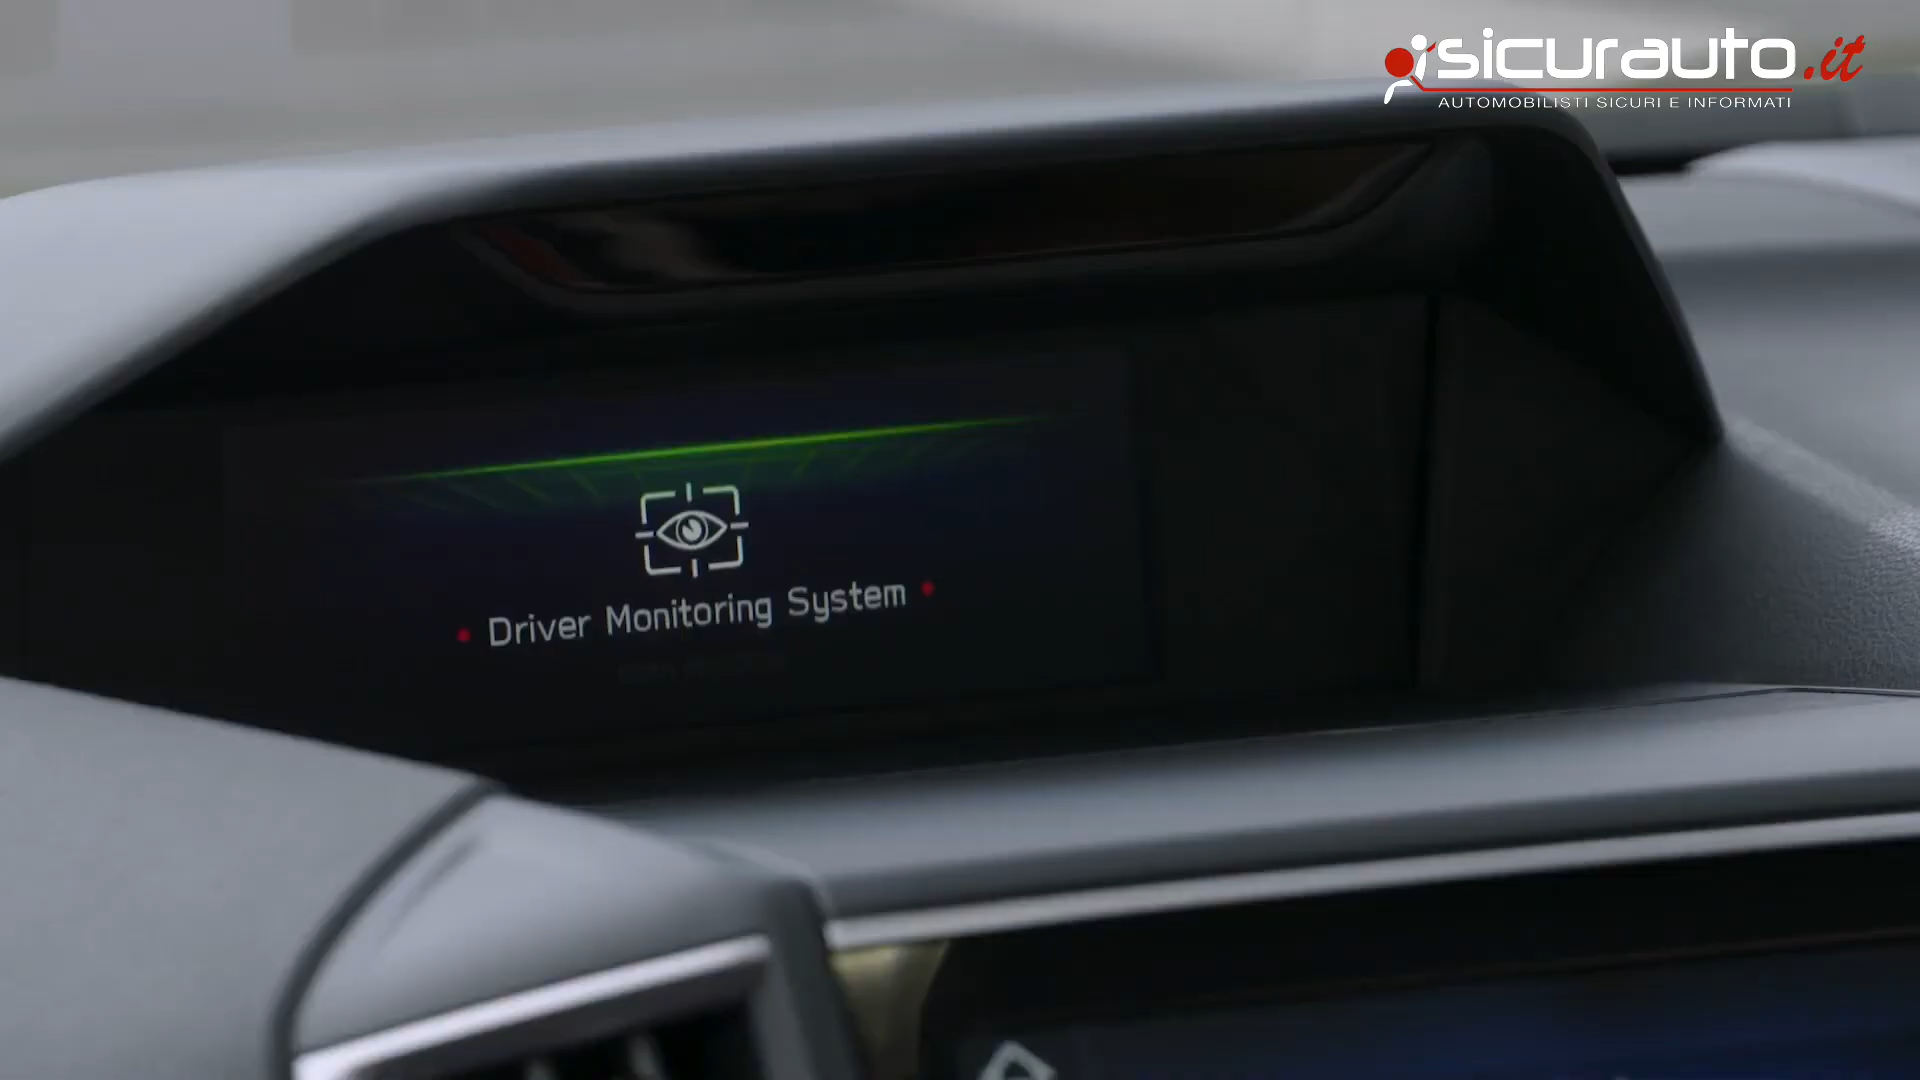 sicurauto.it
AUTOMOBILISTI SICURI E INFORMATI
Driver Monitoring System